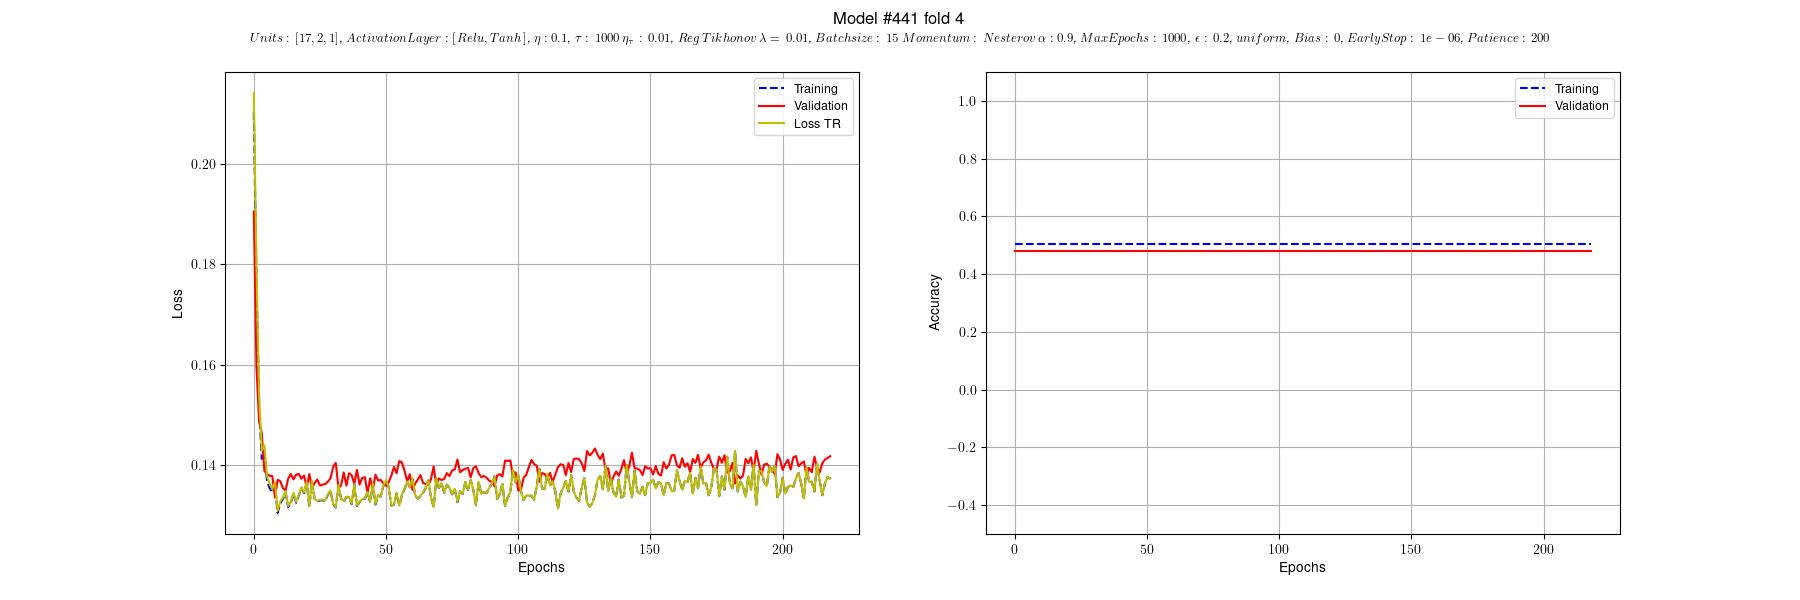 Model #441 fold 4
Units : [17, 2, 1], ActivationLayer : [Relu, Tanh], η : 0.1, τ : 1000 ητ : 0.01, Reg Tikhonov λ = 0.01, Batchsize : 15 Momentum : Nesterov α : 0.9, MaxEpochs : 1000, ϵ : 0.2, uniform, Bias : 0, EarlyStop : 1e − 06, Patience : 200
Training
Validation
Loss TR
0.20
0.18
0.16
0.14
Loss
0 50 100 150 200
Epochs
Training
Validation
1.0
0.8
0.6
0.4
0.2
0.0
−0.2
−0.4
Accuracy
0 50 100 150 200
Epochs